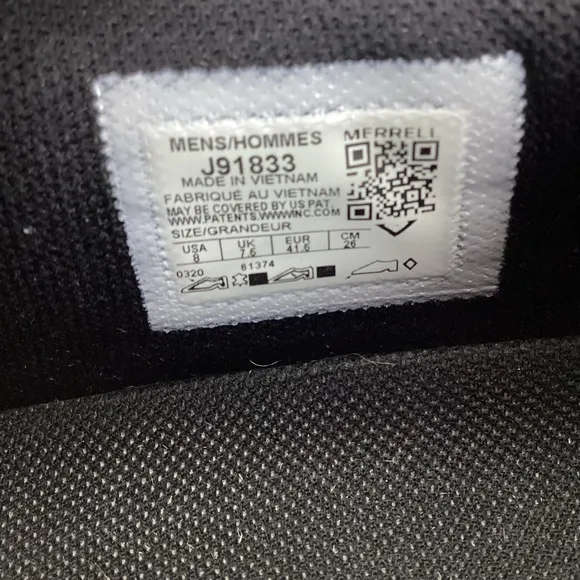 MENS/HOMMES MERRELL
J91833
MADE IN VIETNAM
FABRIQUÉ AU VIETNAM
MAY BE COVERED BY US PAT.
WWW.PATENTS.WWWINC.COM
SIZE/GRANDEUR
USA UK EUR CM
8 7.5 41.5 26
0320 61374